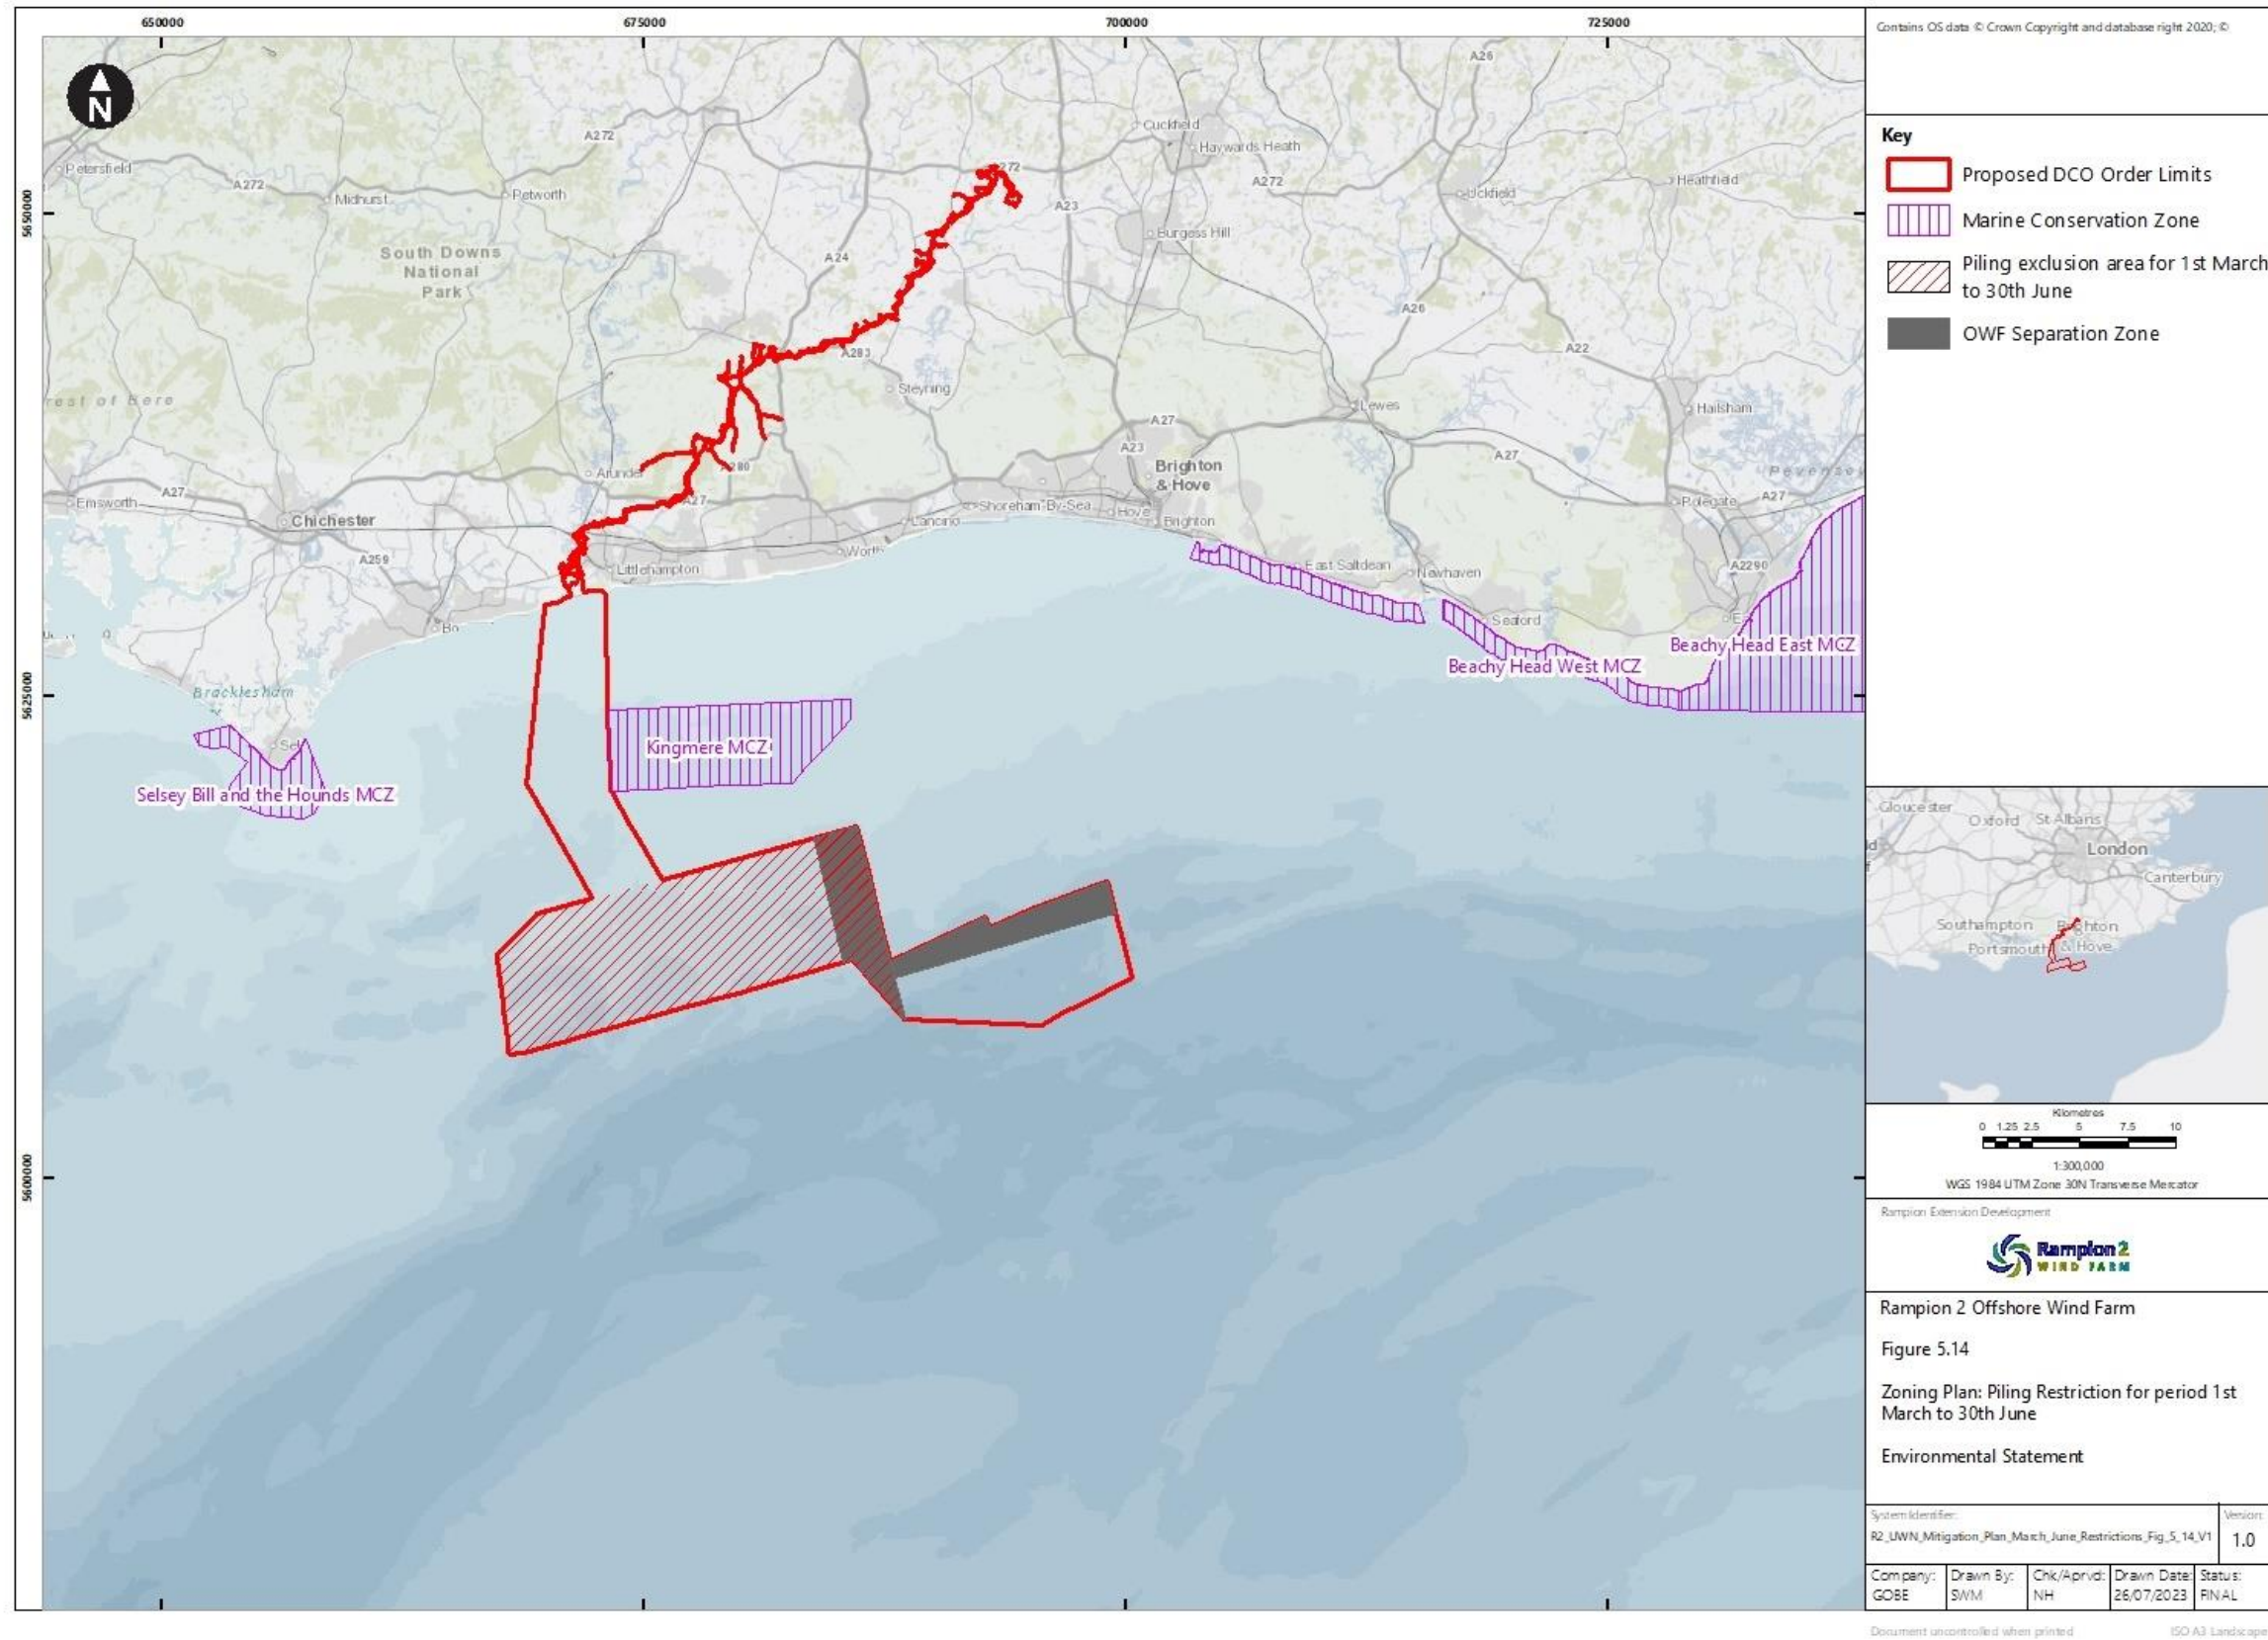 650000
675000
700000
725000
5650000
5625000
5600000
N
A26
Cuckfield
A272
Haywards Heath
Petersfield
A272
A272
Heathfield
A272
Midhurst
Petworth
Uckfield
A23
Burgess Hill
South Downs
National
Park
A24
A26
A22
A283
Steyning
Lewes
Hailsham
A27
A23
A27
Brighton
& Hove
Arundel
A27
Emsworth
Polegate
A27
A27
Chichester
Shoreham-By-Sea
Hove
Brighton
Lancing
A259
Littlehampton
East Saltdean
Newhaven
A2290
Seaford
Beachy Head East MCZ
Beachy Head West MCZ
Bracklesham
Kingmere MCZ
Selsey Bill and the Hounds MCZ
Contains OS data © Crown Copyright and database right 2020; ©
Key
Proposed DCO Order Limits
Marine Conservation Zone
Piling exclusion area for 1st March
to 30th June
OWF Separation Zone
Gloucester
Oxford
St Albans
London
Canterbury
Southampton
Brighton
Portsmouth
& Hove
Kilometres
0 1.25 2.5 5 7.5 10
1:300,000
WGS 1984 UTM Zone 30N Transverse Mercator
Rampion Extension Development
Rampion 2
WIND FARM
Rampion 2 Offshore Wind Farm
Figure 5.14
Zoning Plan: Piling Restriction for period 1st
March to 30th June
Environmental Statement
System Identifier:
R2_UWN_Mitigation_Plan_March_June_Restrictions_Fig_5_14_V1
Version:
1.0
Company:
GOBE
Drawn By:
SWM
Chk/Aprvd:
NH
Drawn Date:
26/07/2023
Status:
FINAL
Document uncontrolled when printed
ISO A3 Landscape